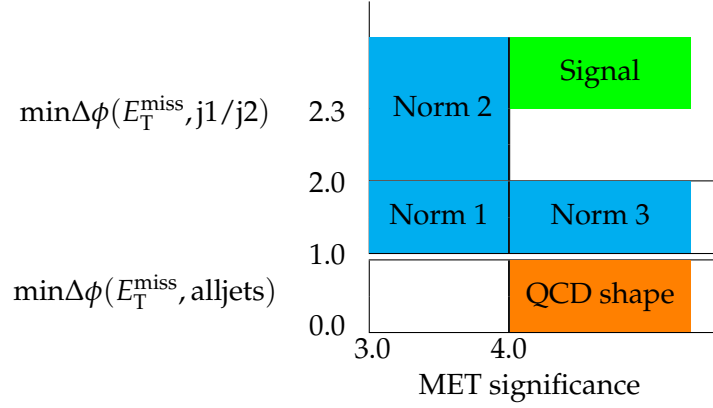 Signal
minΔϕ(E_T^miss, j1/j2) 2.3 Norm 2
2.0
Norm 1 Norm 3
1.0
minΔϕ(E_T^miss, alljets) QCD shape
0.0
3.0 4.0
MET significance